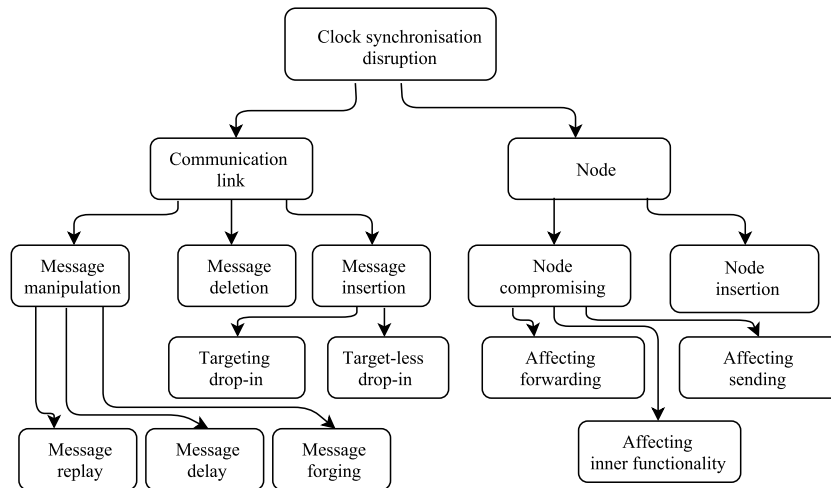 Clock synchronisation
disruption
Communication
link
Node
Message
manipulation
Message
deletion
Message
insertion
Node
compromising
Node
insertion
Targeting
drop-in
Target-less
drop-in
Affecting
forwarding
Affecting
sending
Message
replay
Message
delay
Message
forging
Affecting
inner functionality